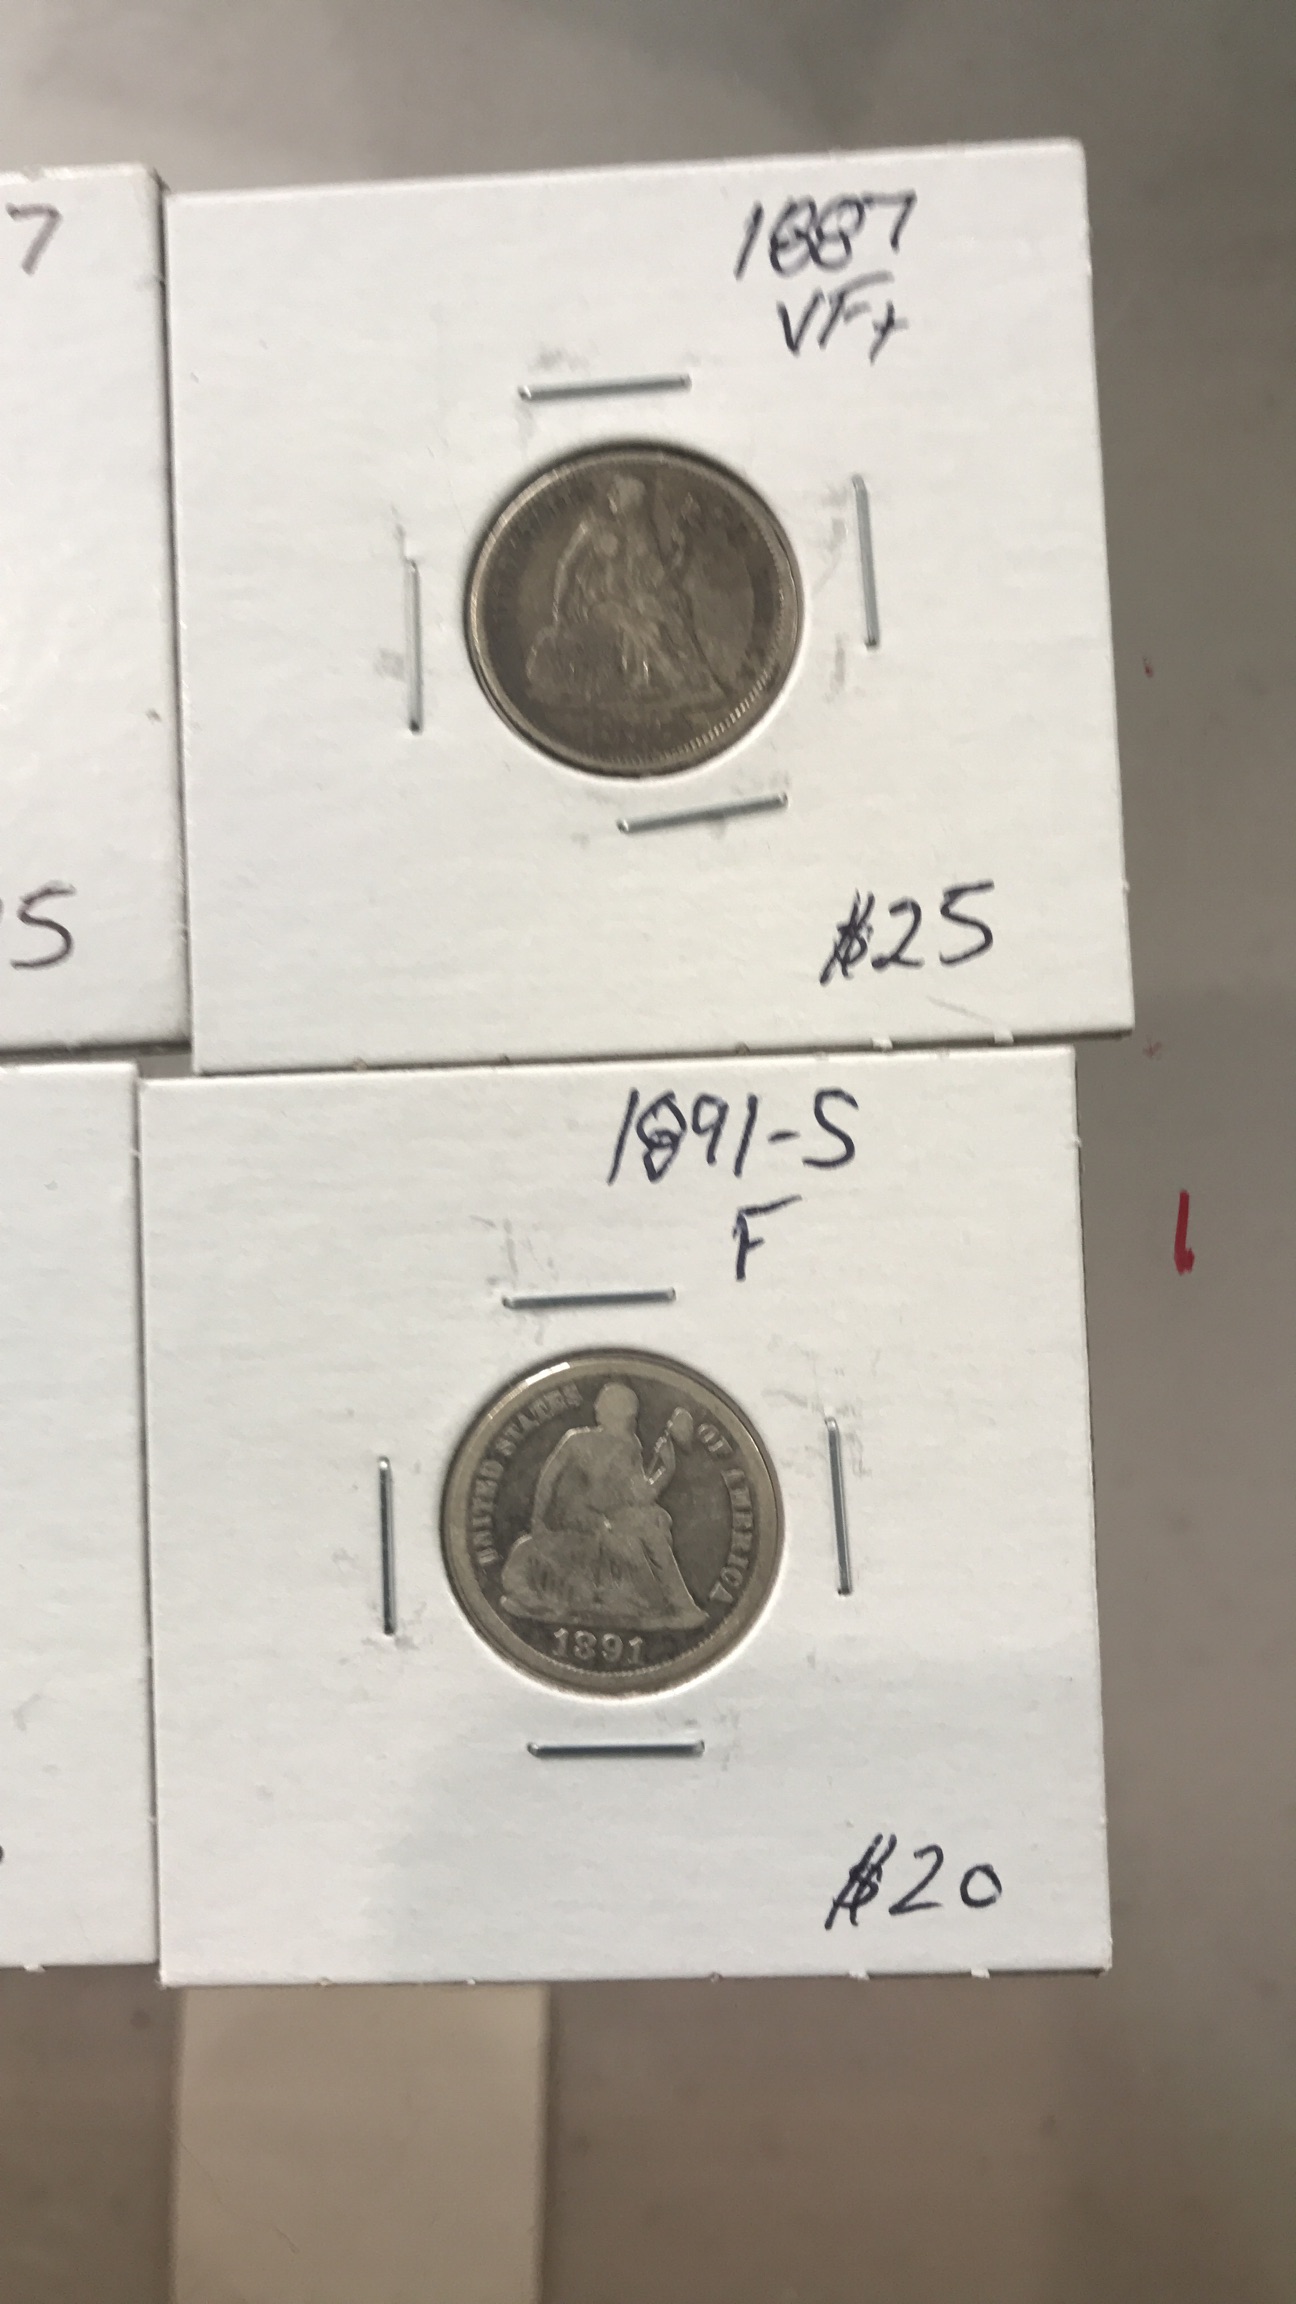 7
5
1887
VF+
$25
1891-S
F
UNITED STATES OF AMERICA
1891
$20